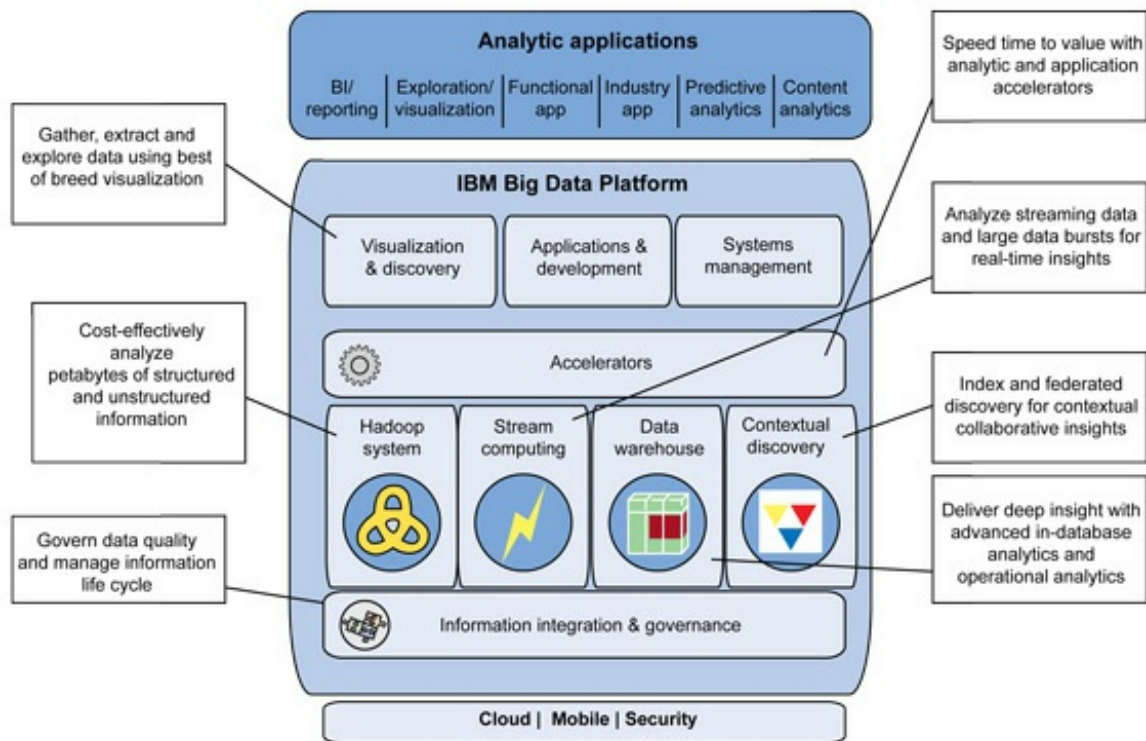 Analytic applications
BI/
reporting
Exploration/
visualization
Functional
app
Industry
app
Predictive
analytics
Content
analytics
Speed time to value with
analytic and application
accelerators
Gather, extract and
explore data using best
of breed visualization
IBM Big Data Platform
Visualization
& discovery
Applications &
development
Systems
management
Analyze streaming data
and large data bursts for
real-time insights
Cost-effectively
analyze
petabytes of structured
and unstructured
information
Accelerators
Index and federated
discovery for contextual
collaborative insights
Hadoop
system
Stream
computing
Data
warehouse
Contextual
discovery
Deliver deep insight with
advanced in-database
analytics and
operational analytics
Govern data quality
and manage information
life cycle
Information integration & governance
Cloud | Mobile | Security